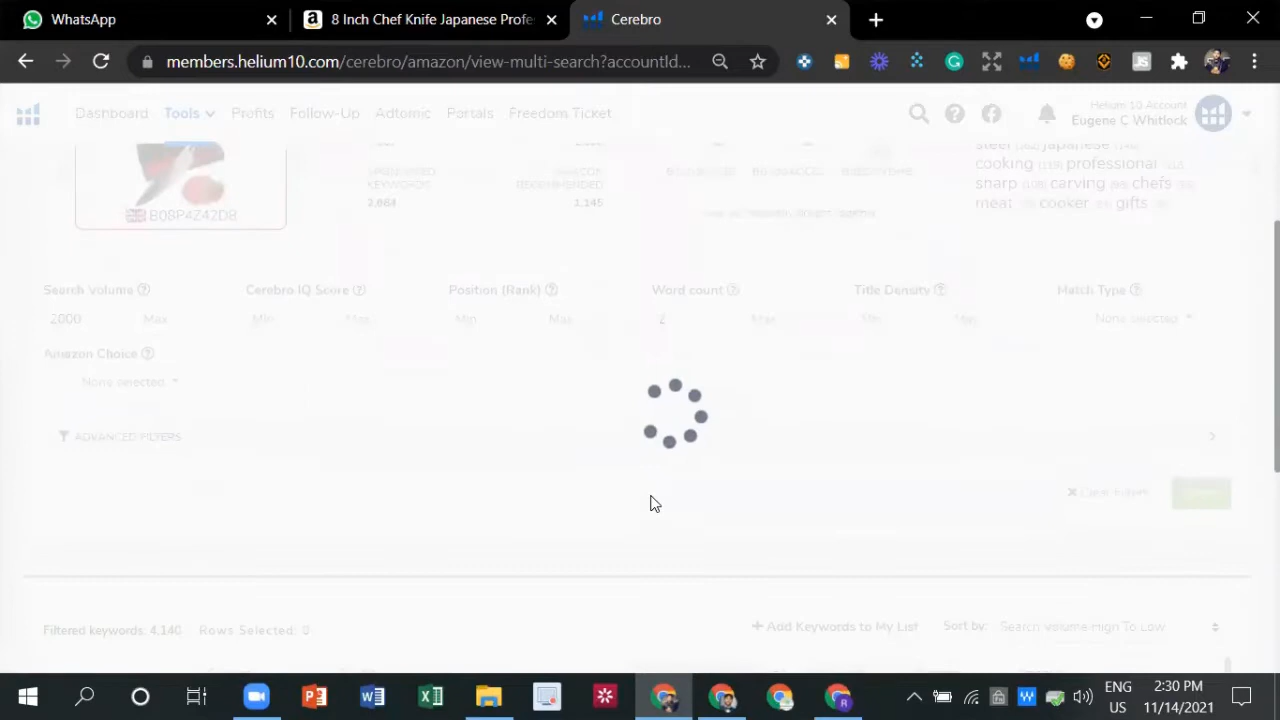 WhatsApp
8 Inch Chef Knife Japanese Profe
Cerebro
members.helium10.com/cerebro/amazon/view-multi-search?accountId...
Dashboard Tools Profits Follow-Up Adtomic Portals Freedom Ticket
Helium 10 Account
Eugene C Whitlock
steel japanese
cooking professional
sharp carving chefs
meat cooker gifts
KEYWORDS
AMAZON
RECOMMENDED
2,084
1,145
B08P4Z42D8
Search Volume Cerebro IQ Score Position (Rank) Word count Title Density Match Type
2000 Max Min Max Min Max 2 Max Min Max None selected
Amazon Choice
None selected
ADVANCED FILTERS
Clear Filters
Filtered keywords: 4,140 Rows Selected: 0
+ Add Keywords to My List Sort by: Search Volume High To Low
ENG
US
2:30 PM
11/14/2021